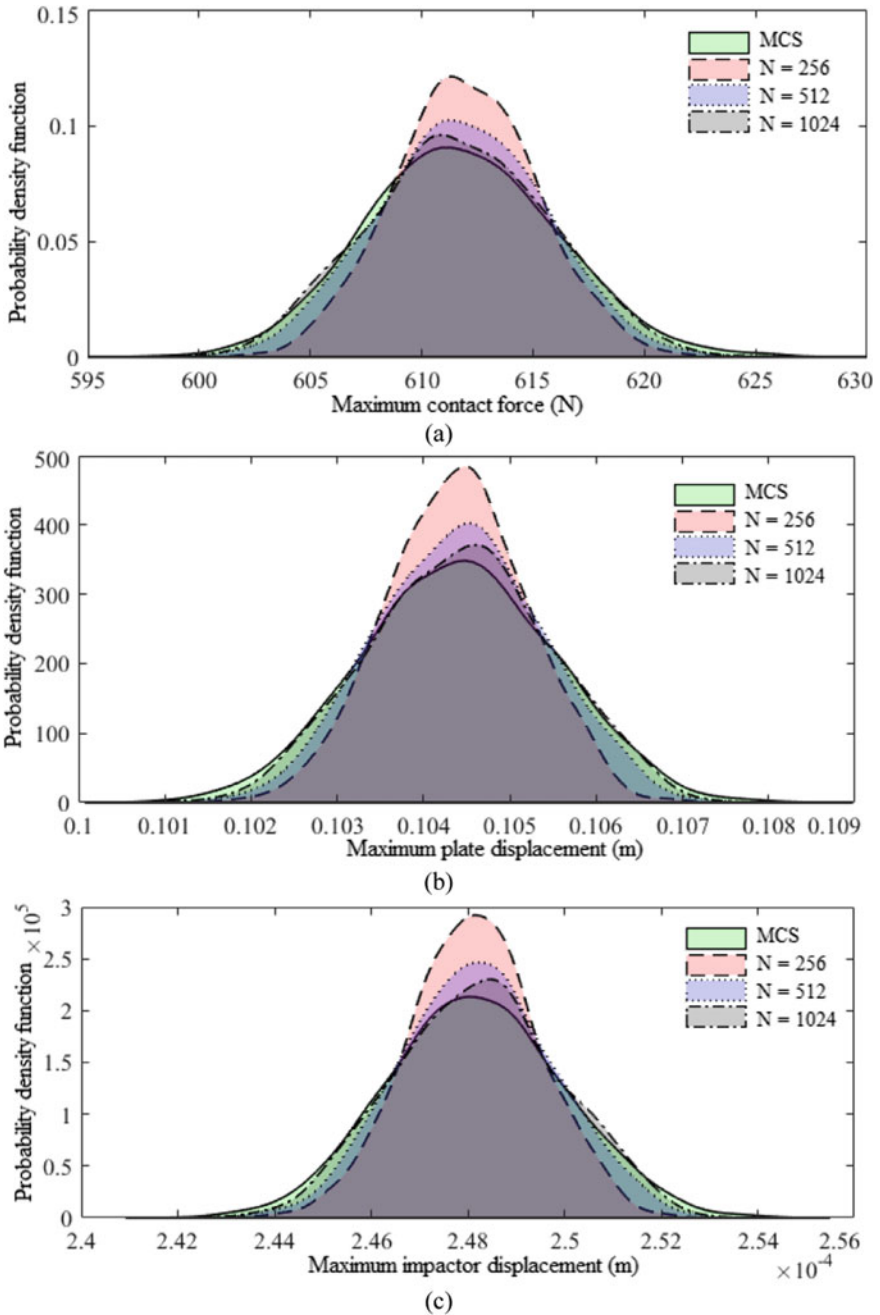 0.15
0.1
0.05
0
Probability density function
MCS
N = 256
N = 512
N = 1024
595 600 605 610 615 620 625 630
Maximum contact force (N)
(a)
500
400
300
200
100
0
Probability density function
MCS
N = 256
N = 512
N = 1024
0.1 0.101 0.102 0.103 0.104 0.105 0.106 0.107 0.108 0.109
Maximum plate displacement (m)
(b)
3
2.5
2
1.5
1
0.5
0
Probability density function ×10⁵
MCS
N = 256
N = 512
N = 1024
2.4 2.42 2.44 2.46 2.48 2.5 2.52 2.54 2.56
Maximum impactor displacement (m) ×10⁻⁴
(c)